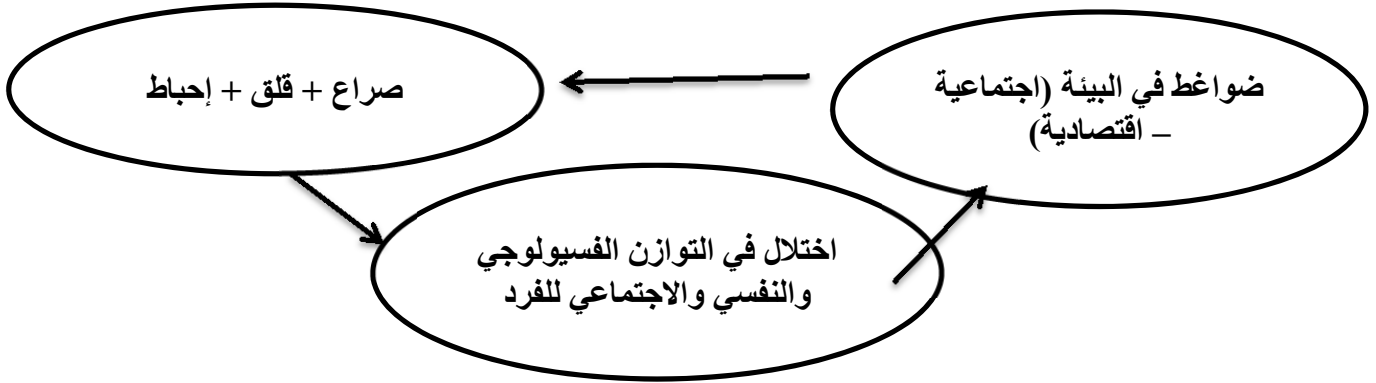 ضواغط في البيئة (اجتماعية
– اقتصادية)
صراع + قلق + إحباط
اختلال في التوازن الفسيولوجي
والنفسي والاجتماعي للفرد